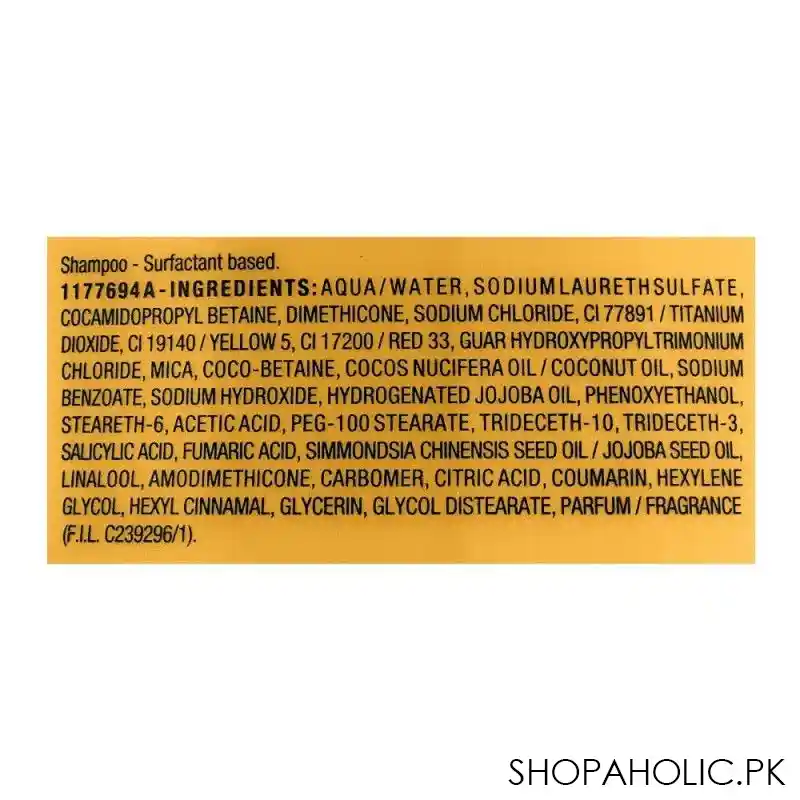 Shampoo - Surfactant based.
1177694A-INGREDIENTS: AQUA/WATER, SODIUM LAURETH SULFATE,
COCAMIDOPROPYL BETAINE, DIMETHICONE, SODIUM CHLORIDE, CI 77891 / TITANIUM
DIOXIDE, CI 19140 / YELLOW 5, CI 17200 / RED 33, GUAR HYDROXYPROPYLTRIMONIUM
CHLORIDE, MICA, COCO-BETAINE, COCOS NUCIFERA OIL / COCONUT OIL, SODIUM
BENZOATE, SODIUM HYDROXIDE, HYDROGENATED JOJOBA OIL, PHENOXYETHANOL,
STEARETH-6, ACETIC ACID, PEG-100 STEARATE, TRIDECETH-10, TRIDECETH-3,
SALICYLIC ACID, FUMARIC ACID, SIMMONDSIA CHINENSIS SEED OIL / JOJOBA SEED OIL,
LINALOOL, AMODIMETHICONE, CARBOMER, CITRIC ACID, COUMARIN, HEXYLENE
GLYCOL, HEXYL CINNAMAL, GLYCERIN, GLYCOL DISTEARATE, PARFUM / FRAGRANCE
(F.I.L. C239296/1).
SHOPAHOLIC.PK